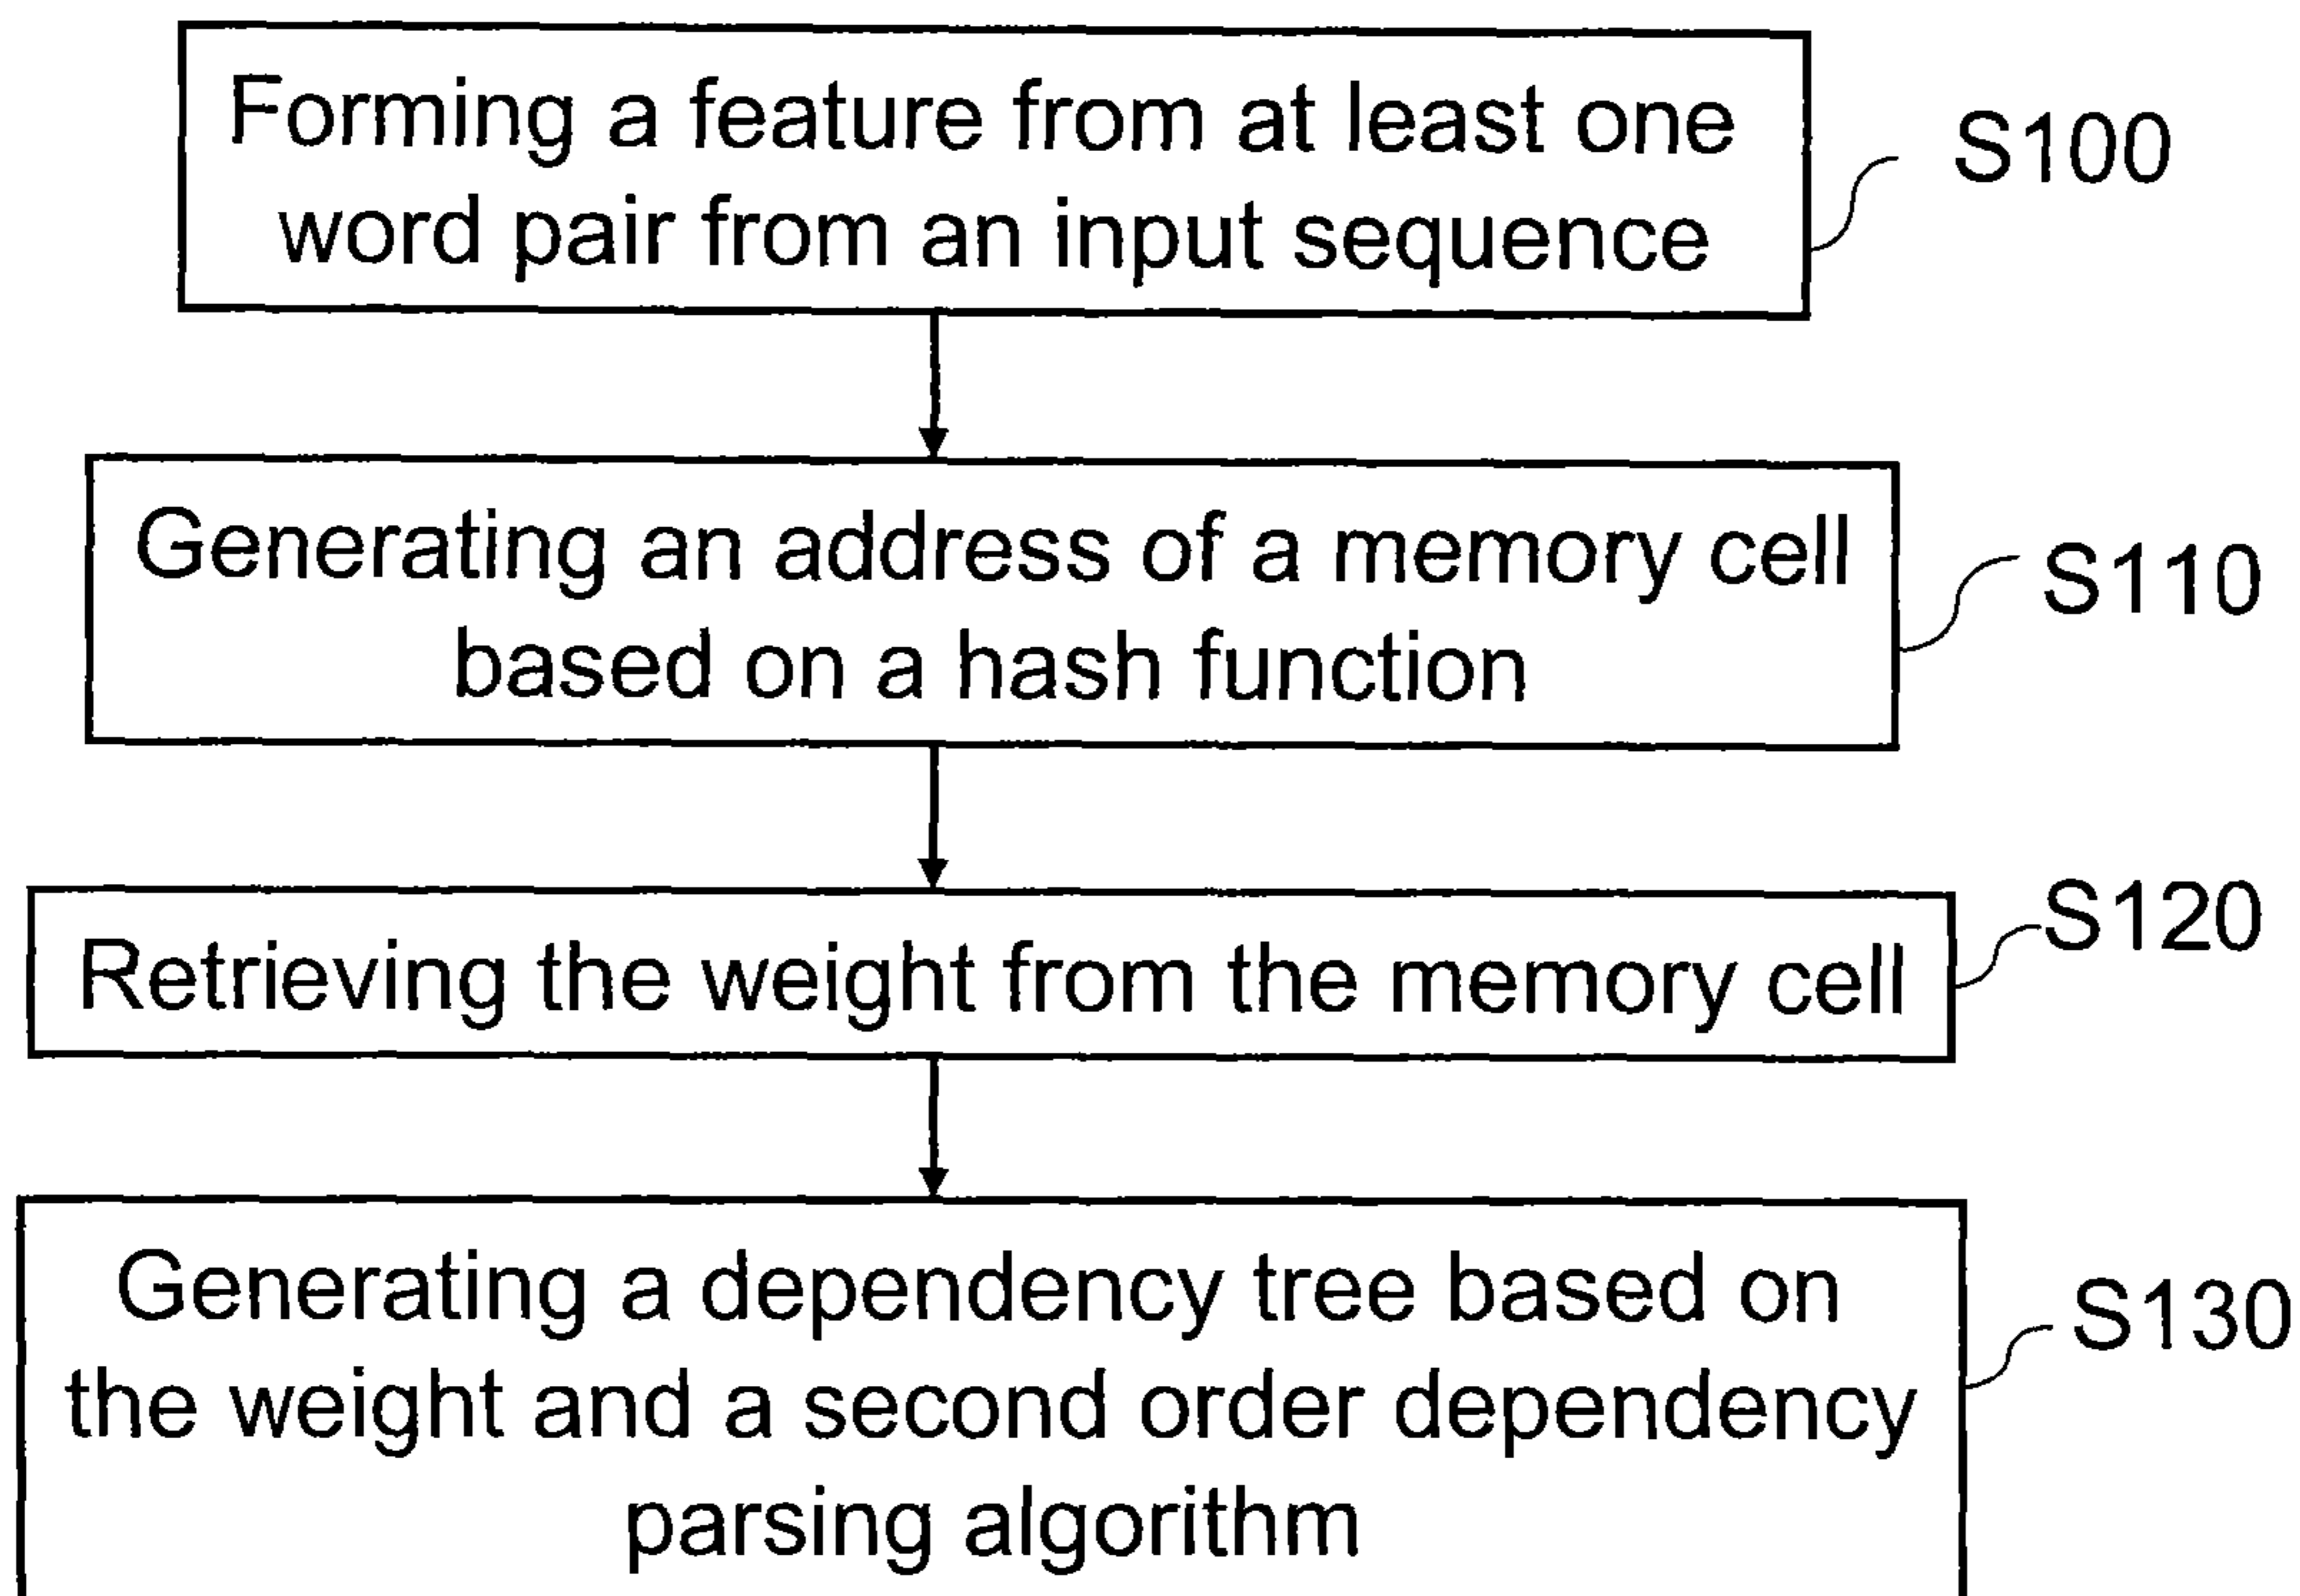 Forming a feature from at least one
word pair from an input sequence
S100
Generating an address of a memory cell
based on a hash function
S110
Retrieving the weight from the memory cell
S120
Generating a dependency tree based on
the weight and a second order dependency
parsing algorithm
S130